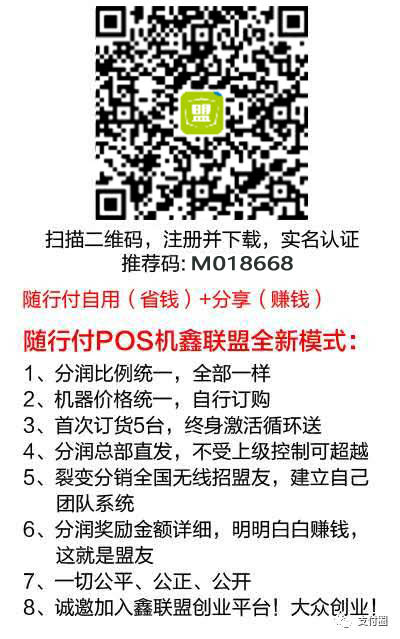 盟
扫描二维码，注册并下载，实名认证
推荐码: M018668
随行付自用（省钱）+分享（赚钱）
随行付POS机鑫联盟全新模式：
1、分润比例统一，全部一样
2、机器价格统一，自行订购
3、首次订货5台，终身激活循环送
4、分润总部直发，不受上级控制可超越
5、裂变分销全国无线招盟友，建立自己
团队系统
6、分润奖励金额详细，明明白白赚钱，
这就是盟友
7、一切公平、公正、公开
8、诚邀加入鑫联盟创业平台！大众创业！
支付圈